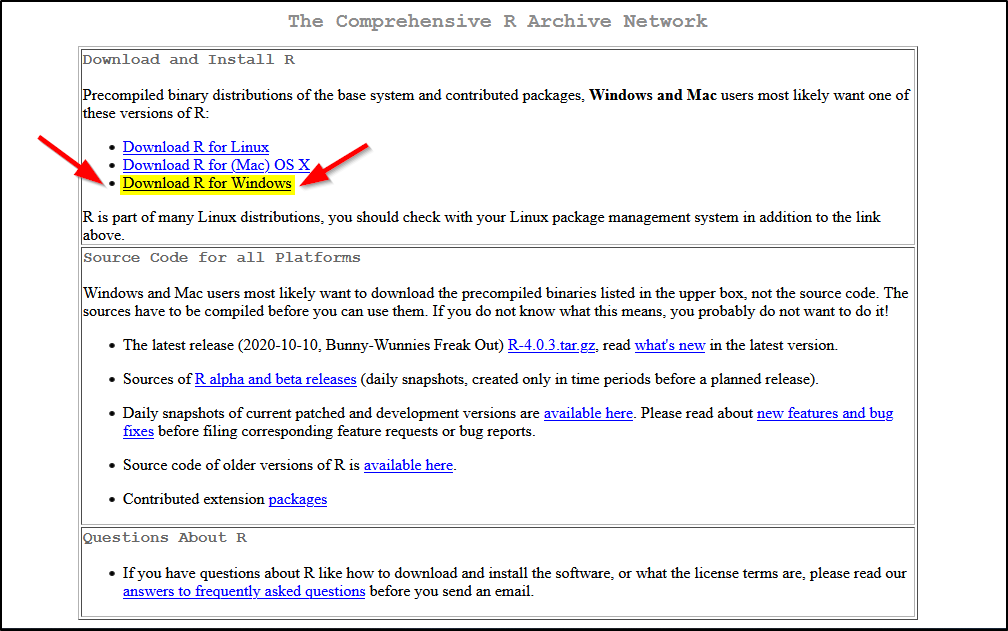 The Comprehensive R Archive Network
Download and Install R
Precompiled binary distributions of the base system and contributed packages, Windows and Mac users most likely want one of
these versions of R:
• Download R for Linux
• Download R for (Mac) OS X
• Download R for Windows
R is part of many Linux distributions, you should check with your Linux package management system in addition to the link
above.
Source Code for all Platforms
Windows and Mac users most likely want to download the precompiled binaries listed in the upper box, not the source code. The
sources have to be compiled before you can use them. If you do not know what this means, you probably do not want to do it!
• The latest release (2020-10-10, Bunny-Wunnies Freak Out) R-4.0.3.tar.gz, read what's new in the latest version.
• Sources of R alpha and beta releases (daily snapshots, created only in time periods before a planned release).
• Daily snapshots of current patched and development versions are available here. Please read about new features and bug
fixes before filing corresponding feature requests or bug reports.
• Source code of older versions of R is available here.
• Contributed extension packages
Questions About R
• If you have questions about R like how to download and install the software, or what the license terms are, please read our
answers to frequently asked questions before you send an email.